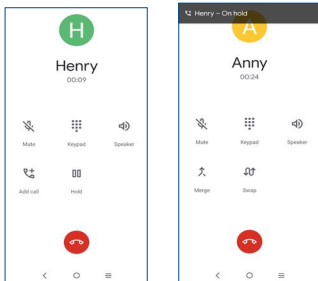 H
Henry
00:09
Mute Keypad Speaker
Add call Hold
Henry – On hold
A
Anny
00:24
Mute Keypad Speaker
Merge Swap